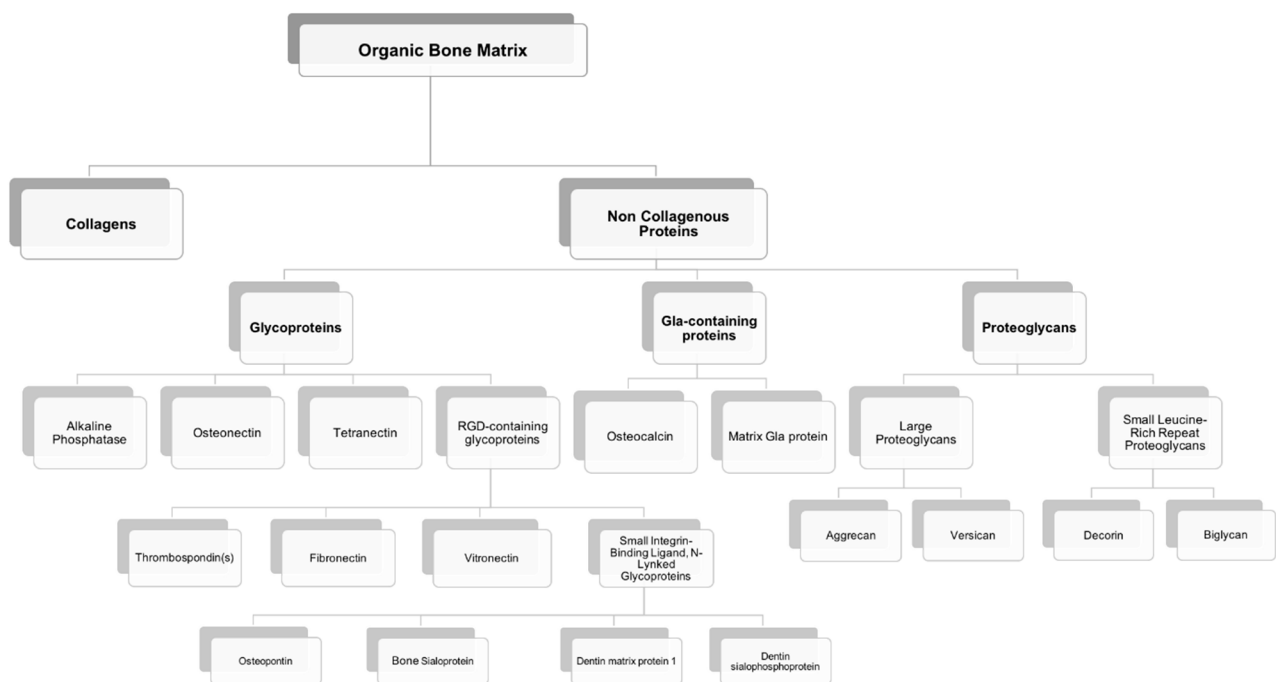 Organic Bone Matrix
Collagens
Non Collagenous
Proteins
Glycoproteins
Gla-containing
proteins
Proteoglycans
Alkaline
Phosphatase
Osteonectin
Tetranectin
RGD-containing
glycoproteins
Osteocalcin
Matrix Gla protein
Large
Proteoglycans
Small Leucine-
Rich Repeat
Proteoglycans
Thrombospondin(s)
Fibronectin
Vitronectin
Small Integrin-
Binding Ligand, N-
Lynked
Glycoproteins
Aggrecan
Versican
Decorin
Biglycan
Osteopontin
Bone Sialoprotein
Dentin matrix protein 1
Dentin
sialophosphoprotein